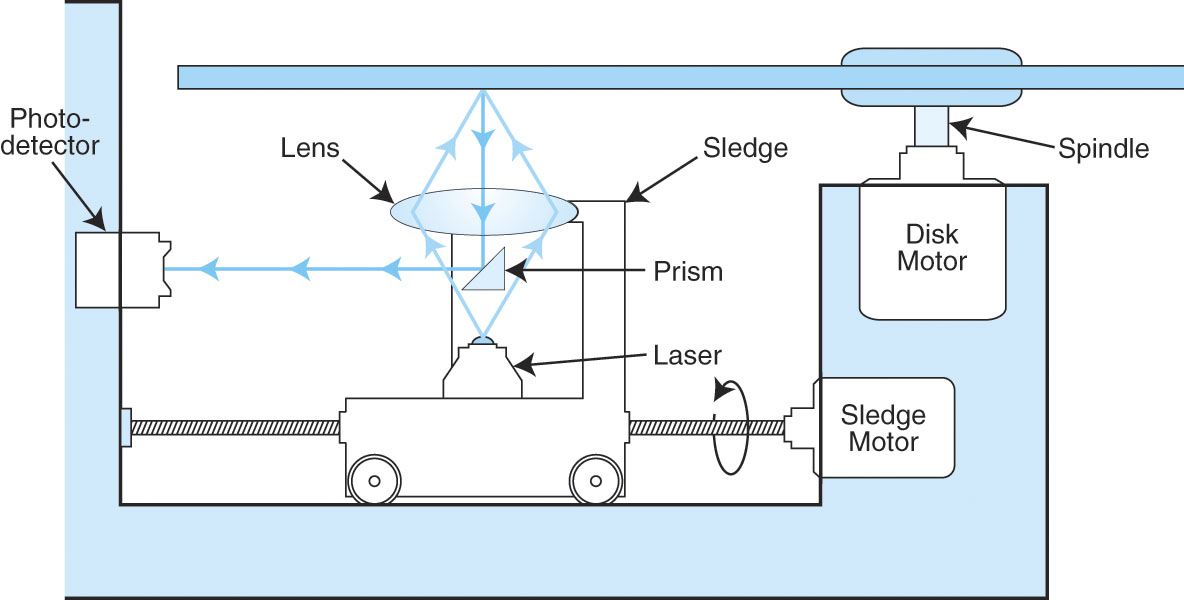 Photo-
detector
Lens
Sledge
Spindle
Disk
Motor
Prism
Laser
Sledge
Motor